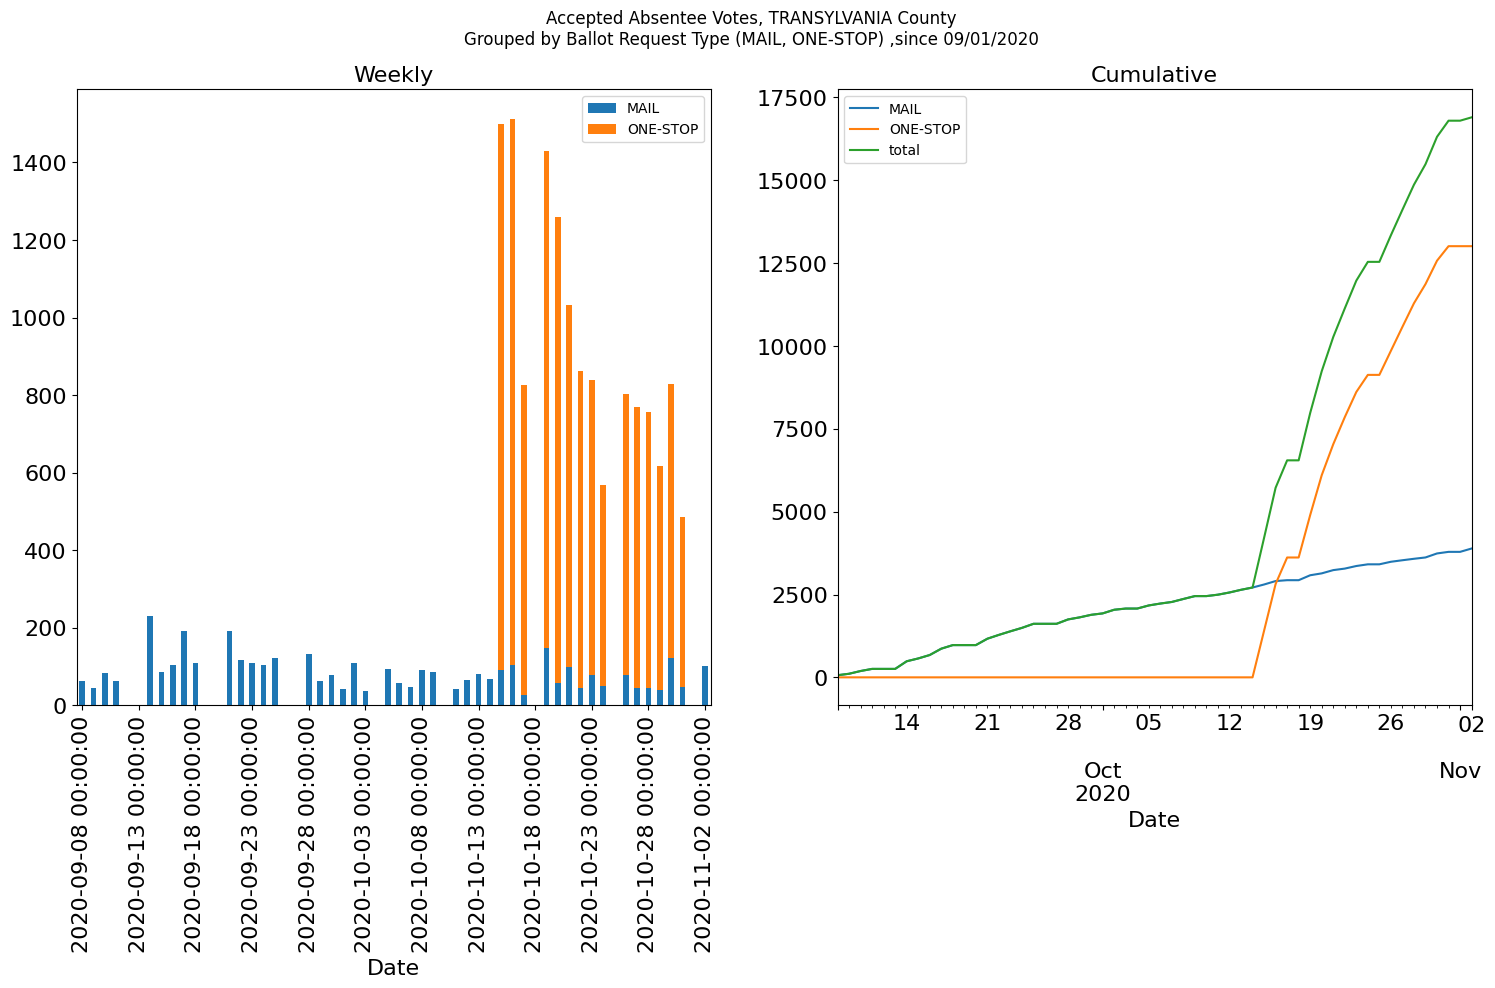 Accepted Absentee Votes, TRANSYLVANIA County
Grouped by Ballot Request Type (MAIL, ONE-STOP) ,since 09/01/2020
Weekly
MAIL
ONE-STOP
1400
1200
1000
800
600
400
200
0
2020-09-08 00:00:00
2020-09-13 00:00:00
2020-09-18 00:00:00
2020-09-23 00:00:00
2020-09-28 00:00:00
2020-10-03 00:00:00
2020-10-08 00:00:00
2020-10-13 00:00:00
2020-10-18 00:00:00
2020-10-23 00:00:00
2020-10-28 00:00:00
2020-11-02 00:00:00
Date
Cumulative
MAIL
ONE-STOP
total
17500
15000
12500
10000
7500
5000
2500
0
14 21 28 05 12 19 26 02
Oct Nov
2020
Date